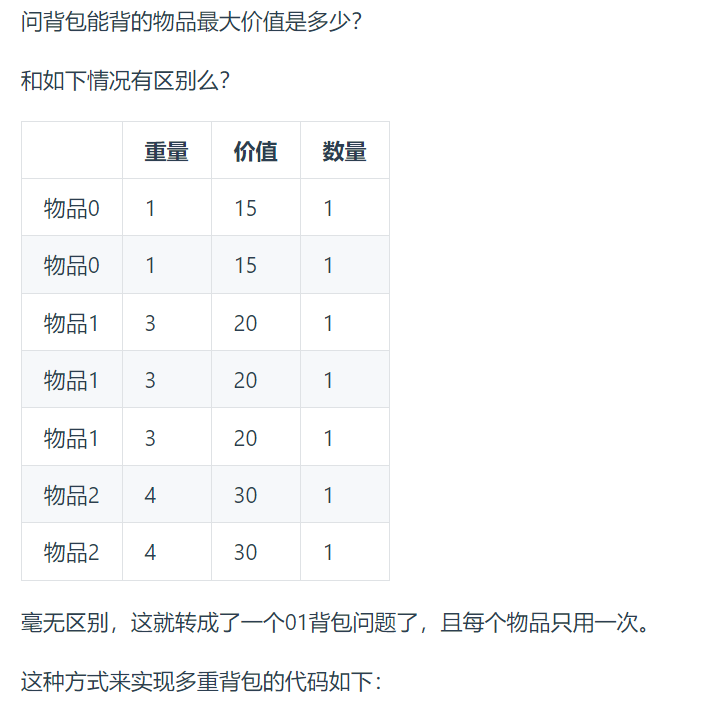 问背包能背的物品最大价值是多少？
和如下情况有区别么？
重量 价值 数量
物品0 1 15 1
物品0 1 15 1
物品1 3 20 1
物品1 3 20 1
物品1 3 20 1
物品2 4 30 1
物品2 4 30 1
毫无区别，这就转成了一个01背包问题了，且每个物品只用一次。
这种方式来实现多重背包的代码如下：